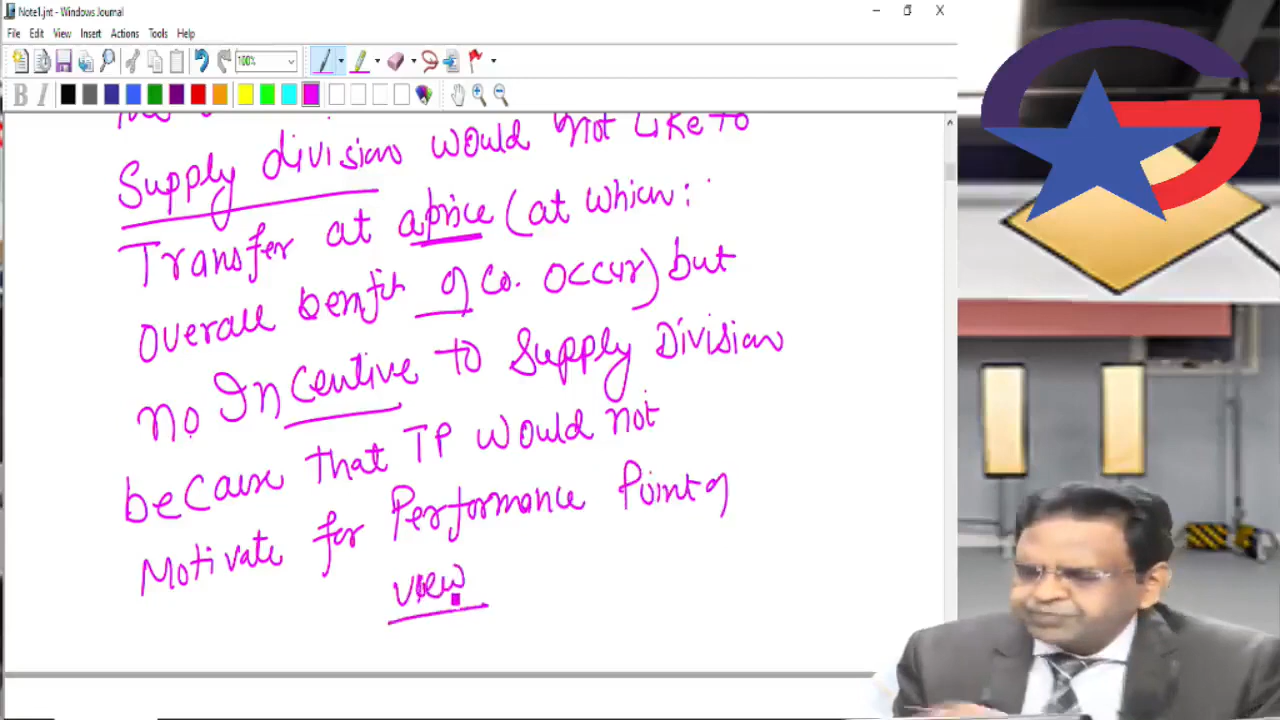 Note1.jnt - Windows Journal
File Edit View Insert Actions Tools Help
100%
B I
Supply division would not Like to
Transfer at a price (at which:
overall benfit of Co. occur) but
no Incentive to Supply Division
because that TP would not
Motivate for Performance Point of
view